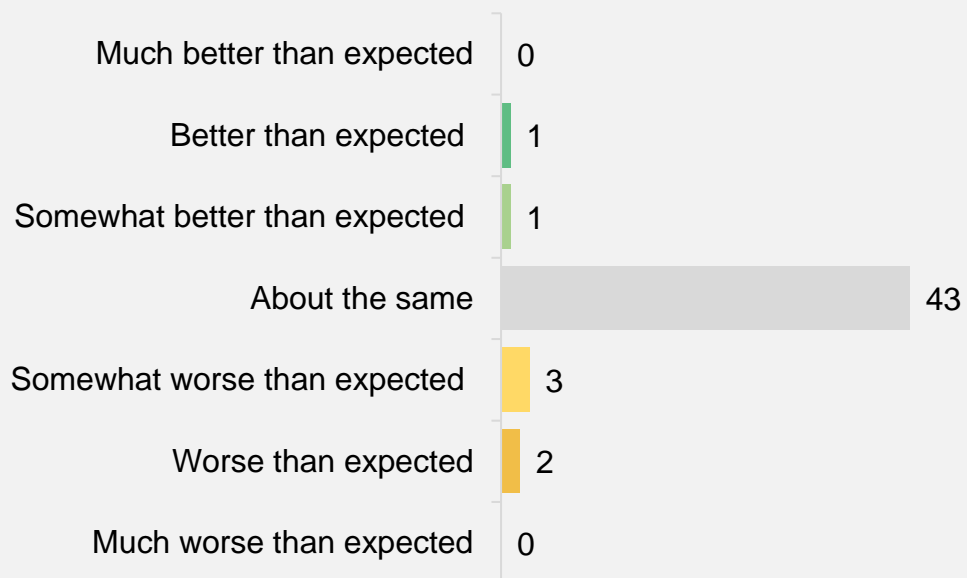 Much better than expected 0
Better than expected 1
Somewhat better than expected 1
About the same 43
Somewhat worse than expected 3
Worse than expected 2
Much worse than expected 0